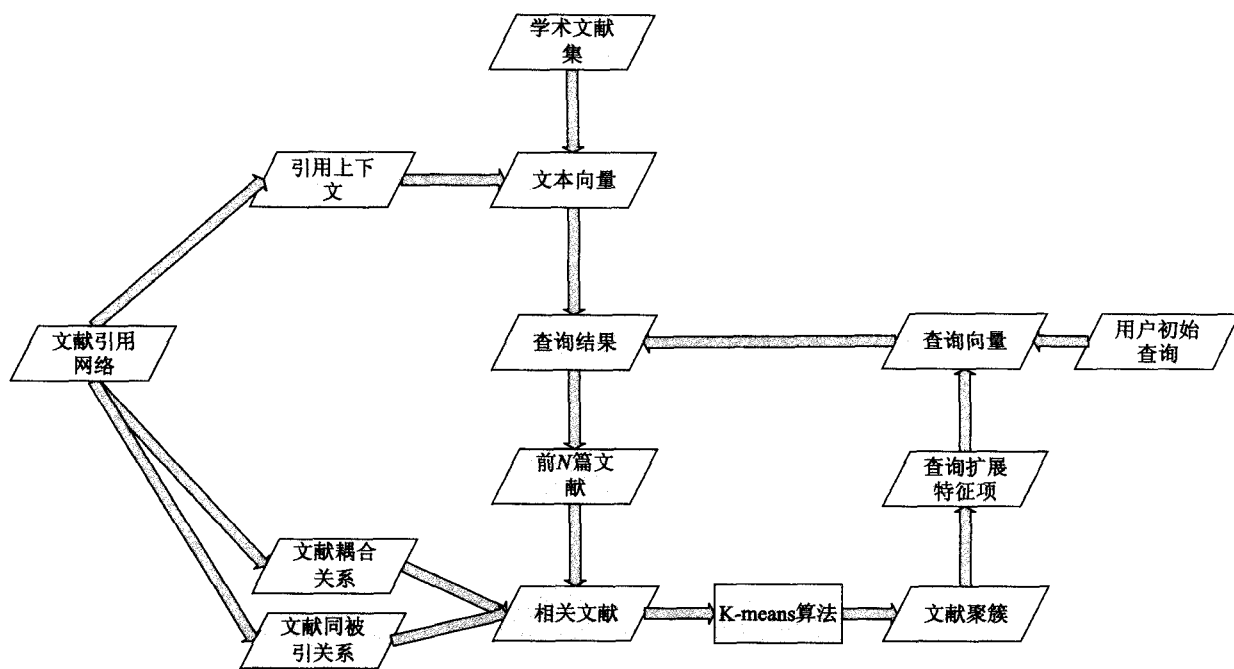 学术文献
集
引用上下
文
文本向量
文献引用
网络
查询结果
查询向量
用户初始
查询
前N篇文
献
查询扩展
特征项
文献耦合
关系
文献同被
引关系
相关文献
K-means算法
文献聚簇